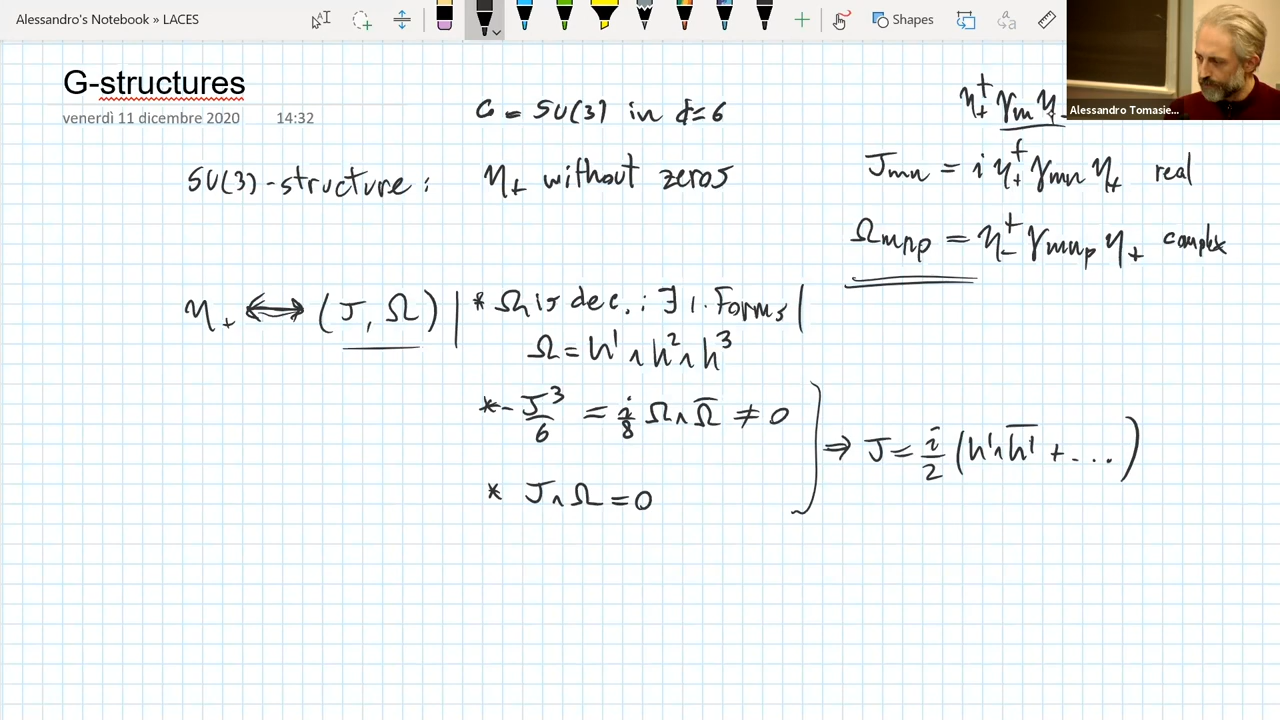 Alessandro's Notebook » LACES
Shapes
G-structures
venerdì 11 dicembre 2020 14:32
G = SU(3) in d=6
η₊† γₘ η₋
Alessandro Tomasie...
SU(3)-structure: η₊ without zeros
Jₘₙ = i η₊† γₘₙ η₊ real
Ωₘₙₚ = η₋† γₘₙₚ η₊ complex
η₊ ↔ (J, Ω) | * Ω is dec.: ∃ 1-forms |
Ω = h¹ ∧ h² ∧ h³
* - J³/6 = i/8 Ω ∧ Ω̅ ≠ 0
⇒ J = i/2 (h¹ ∧ h̅¹ + ...)
* J ∧ Ω = 0